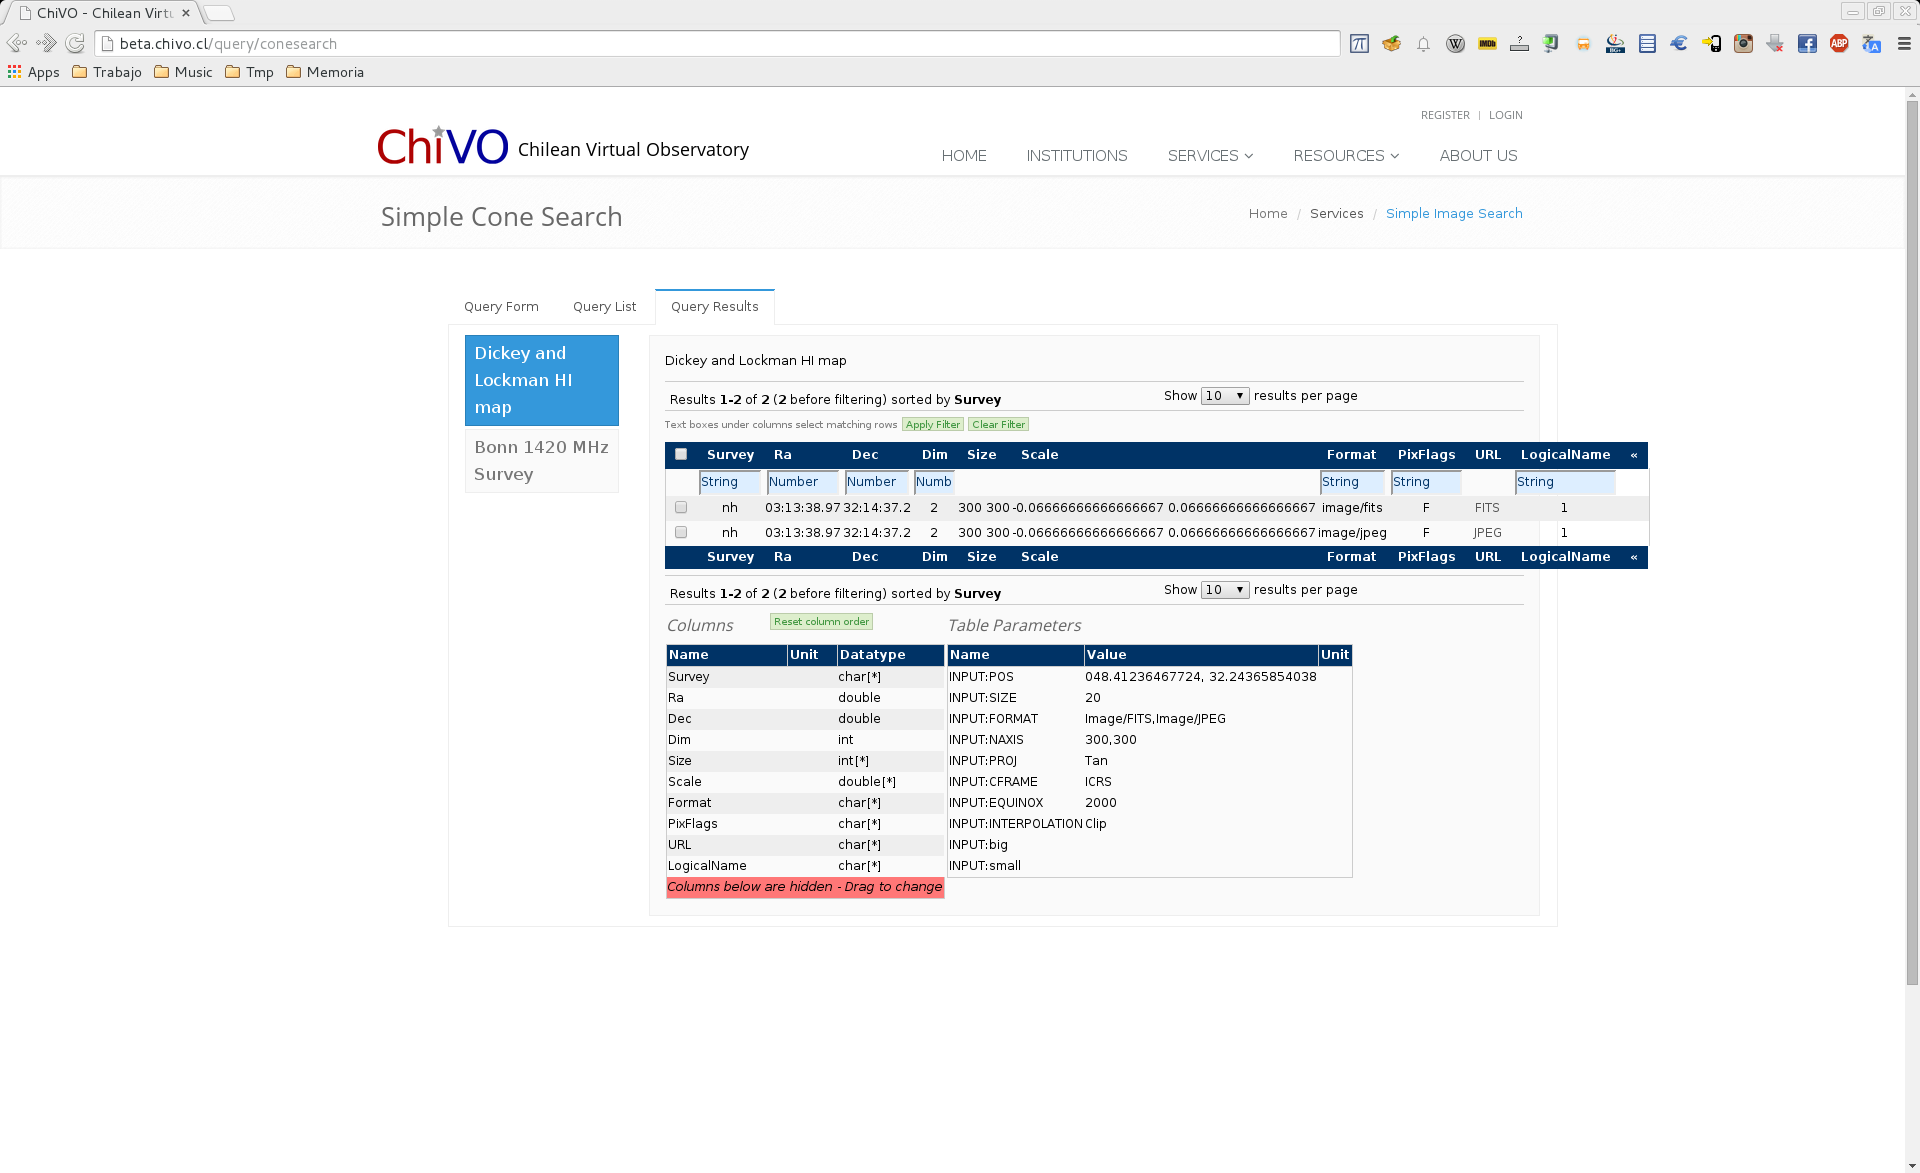 ChiVO - Chilean Virtu
beta.chivo.cl/query/conesearch
Apps Trabajo Music Tmp Memoria
REGISTER | LOGIN
ChiVO Chilean Virtual Observatory
HOME INSTITUTIONS SERVICES RESOURCES ABOUT US
Simple Cone Search
Home / Services / Simple Image Search
Query Form Query List Query Results
Dickey and
Lockman HI
map
Bonn 1420 MHz
Survey
Dickey and Lockman HI map
Results 1-2 of 2 (2 before filtering) sorted by Survey Show 10 results per page
Text boxes under columns select matching rows Apply Filter Clear Filter
Survey Ra Dec Dim Size Scale Format PixFlags URL LogicalName «
String Number Number Numb String String String
nh 03:13:38.97 32:14:37.2 2 300 300 -0.06666666666666667 0.06666666666666667 image/fits F FITS 1
nh 03:13:38.97 32:14:37.2 2 300 300 -0.06666666666666667 0.06666666666666667 image/jpeg F JPEG 1
Survey Ra Dec Dim Size Scale Format PixFlags URL LogicalName «
Results 1-2 of 2 (2 before filtering) sorted by Survey Show 10 results per page
Columns Reset column order
Name Unit Datatype
Survey char[*]
Ra double
Dec double
Dim int
Size int[*]
Scale double[*]
Format char[*]
PixFlags char[*]
URL char[*]
LogicalName char[*]
Columns below are hidden - Drag to change
Table Parameters
Name Value Unit
INPUT:POS 048.41236467724, 32.24365854038
INPUT:SIZE 20
INPUT:FORMAT Image/FITS,Image/JPEG
INPUT:NAXIS 300,300
INPUT:PROJ Tan
INPUT:CFRAME ICRS
INPUT:EQUINOX 2000
INPUT:INTERPOLATION Clip
INPUT:big
INPUT:small